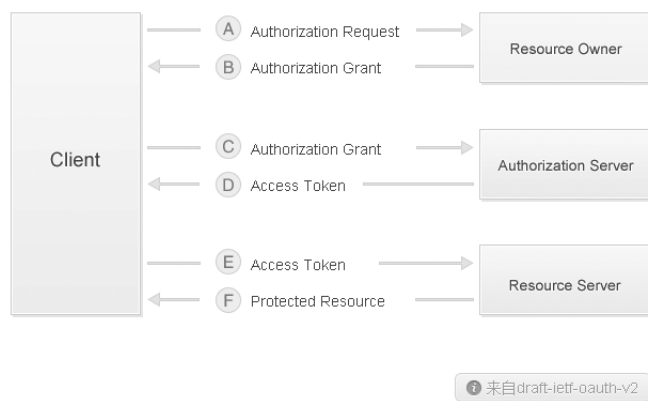 Client
A Authorization Request
Resource Owner
B Authorization Grant
C Authorization Grant
Authorization Server
D Access Token
E Access Token
Resource Server
F Protected Resource
i 来自draft-ietf-oauth-v2